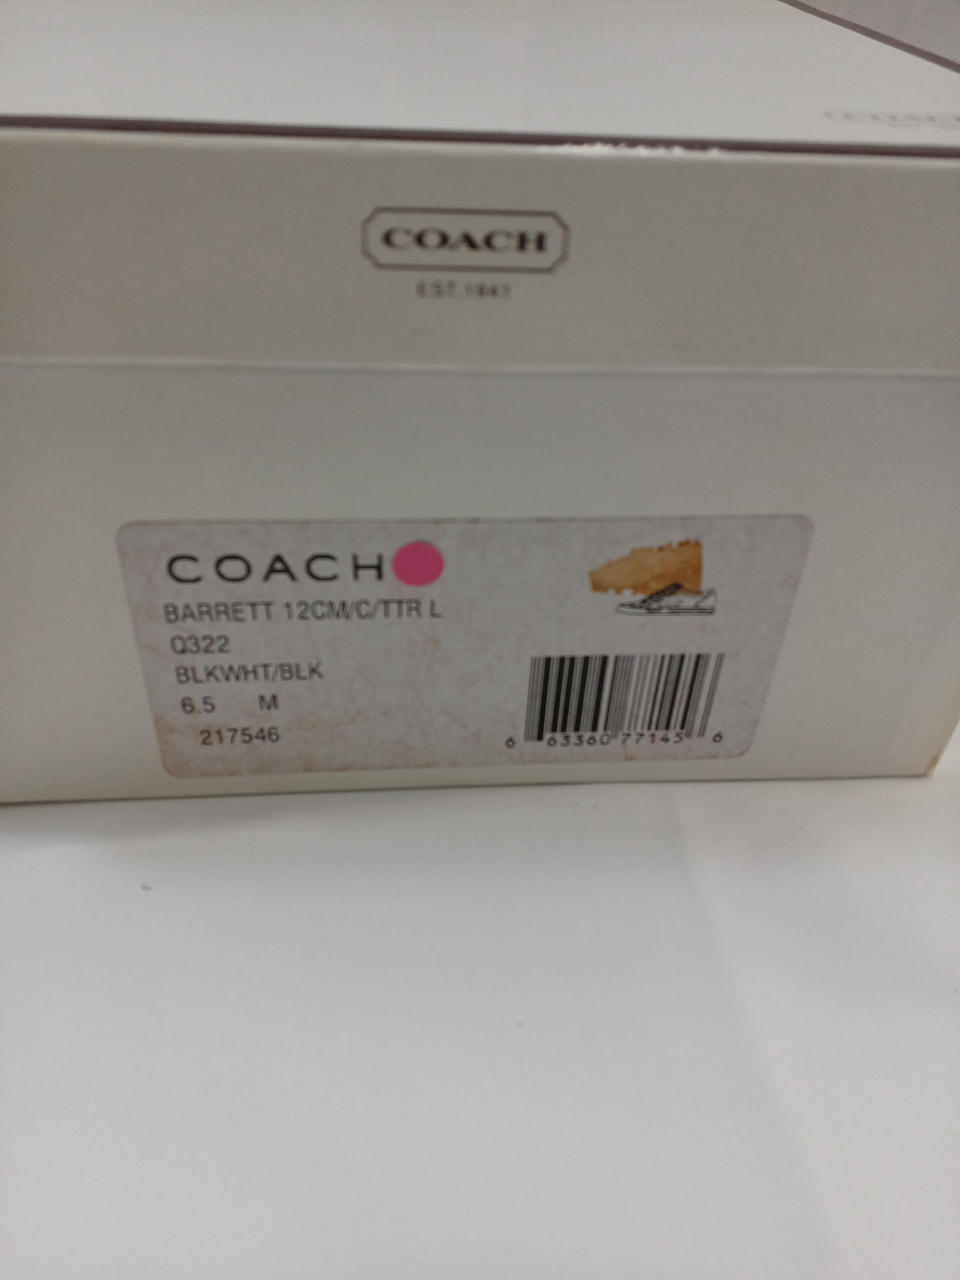 COACH
EST. 1941
COACH
BARRETT 12CM/C/TTR L
Q322
BLKWHT/BLK
6.5 M
217546
6 63360 77145 6